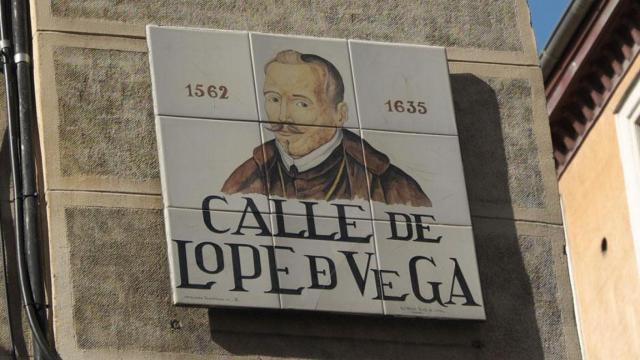 1562 1635
CALLE DE
LOPE DE VEGA